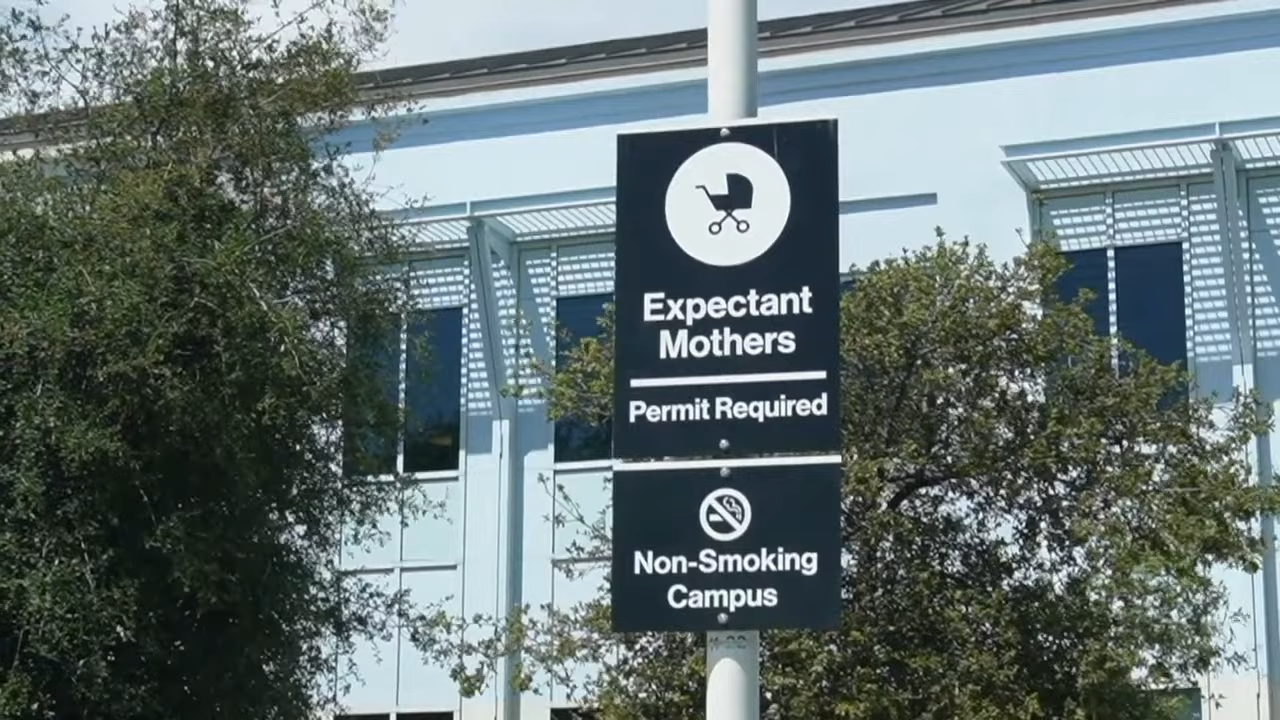 Expectant
Mothers
Permit Required
Non-Smoking
Campus